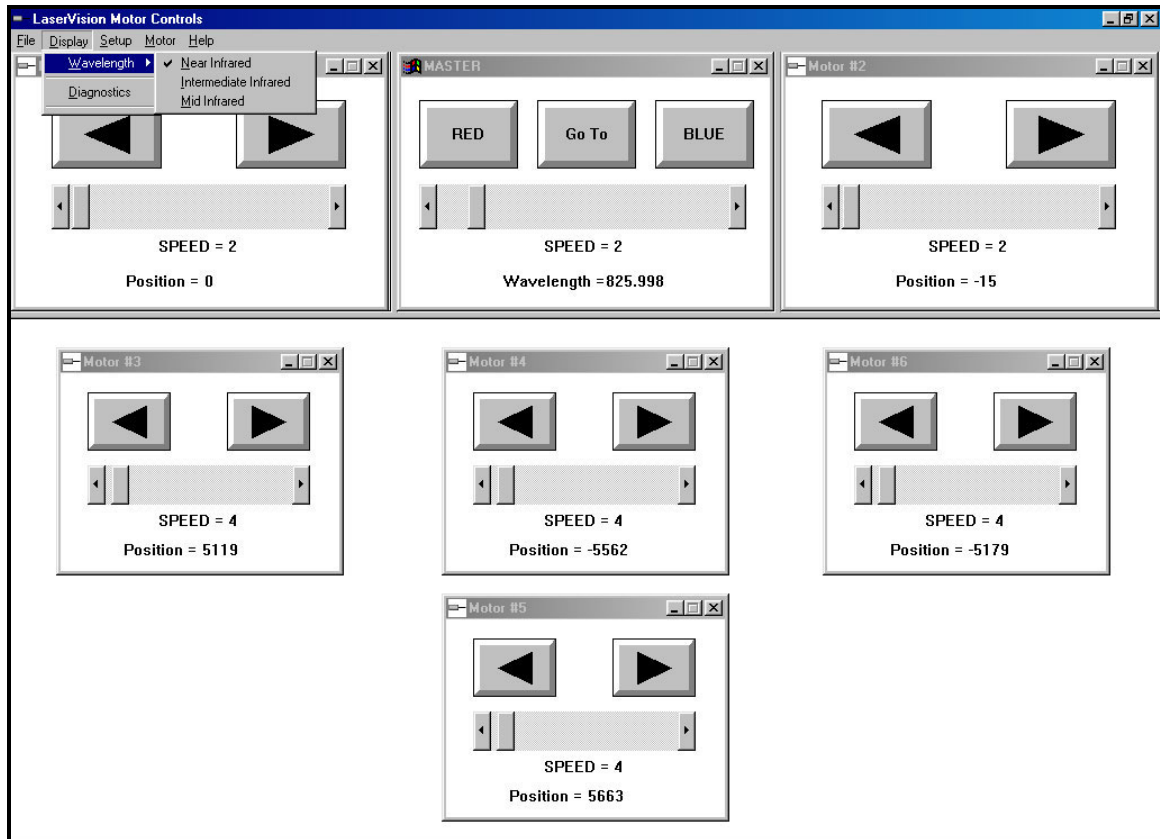 LaserVision Motor Controls
File Display Setup Motor Help
Wavelength
Diagnostics
Near Infrared
Intermediate Infrared
Mid Infrared
SPEED = 2
Position = 0
MASTER
RED Go To BLUE
SPEED = 2
Wavelength =825.998
Motor #2
SPEED = 2
Position = -15
Motor #3
SPEED = 4
Position = 5119
Motor #4
SPEED = 4
Position = -5562
Motor #6
SPEED = 4
Position = -5179
Motor #5
SPEED = 4
Position = 5663